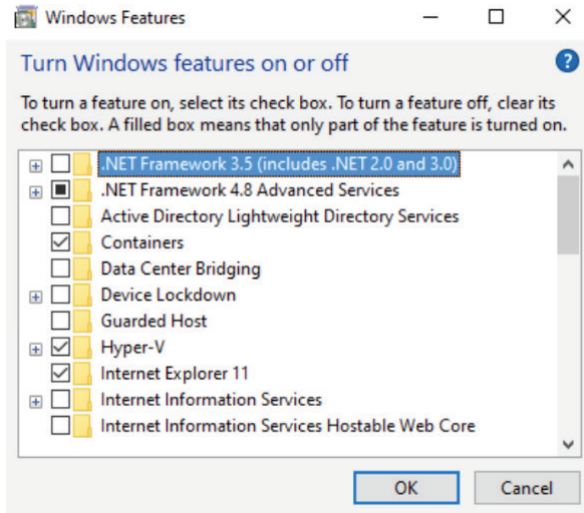 Windows Features
Turn Windows features on or off
To turn a feature on, select its check box. To turn a feature off, clear its
check box. A filled box means that only part of the feature is turned on.
.NET Framework 3.5 (includes .NET 2.0 and 3.0)
.NET Framework 4.8 Advanced Services
Active Directory Lightweight Directory Services
Containers
Data Center Bridging
Device Lockdown
Guarded Host
Hyper-V
Internet Explorer 11
Internet Information Services
Internet Information Services Hostable Web Core
OK Cancel